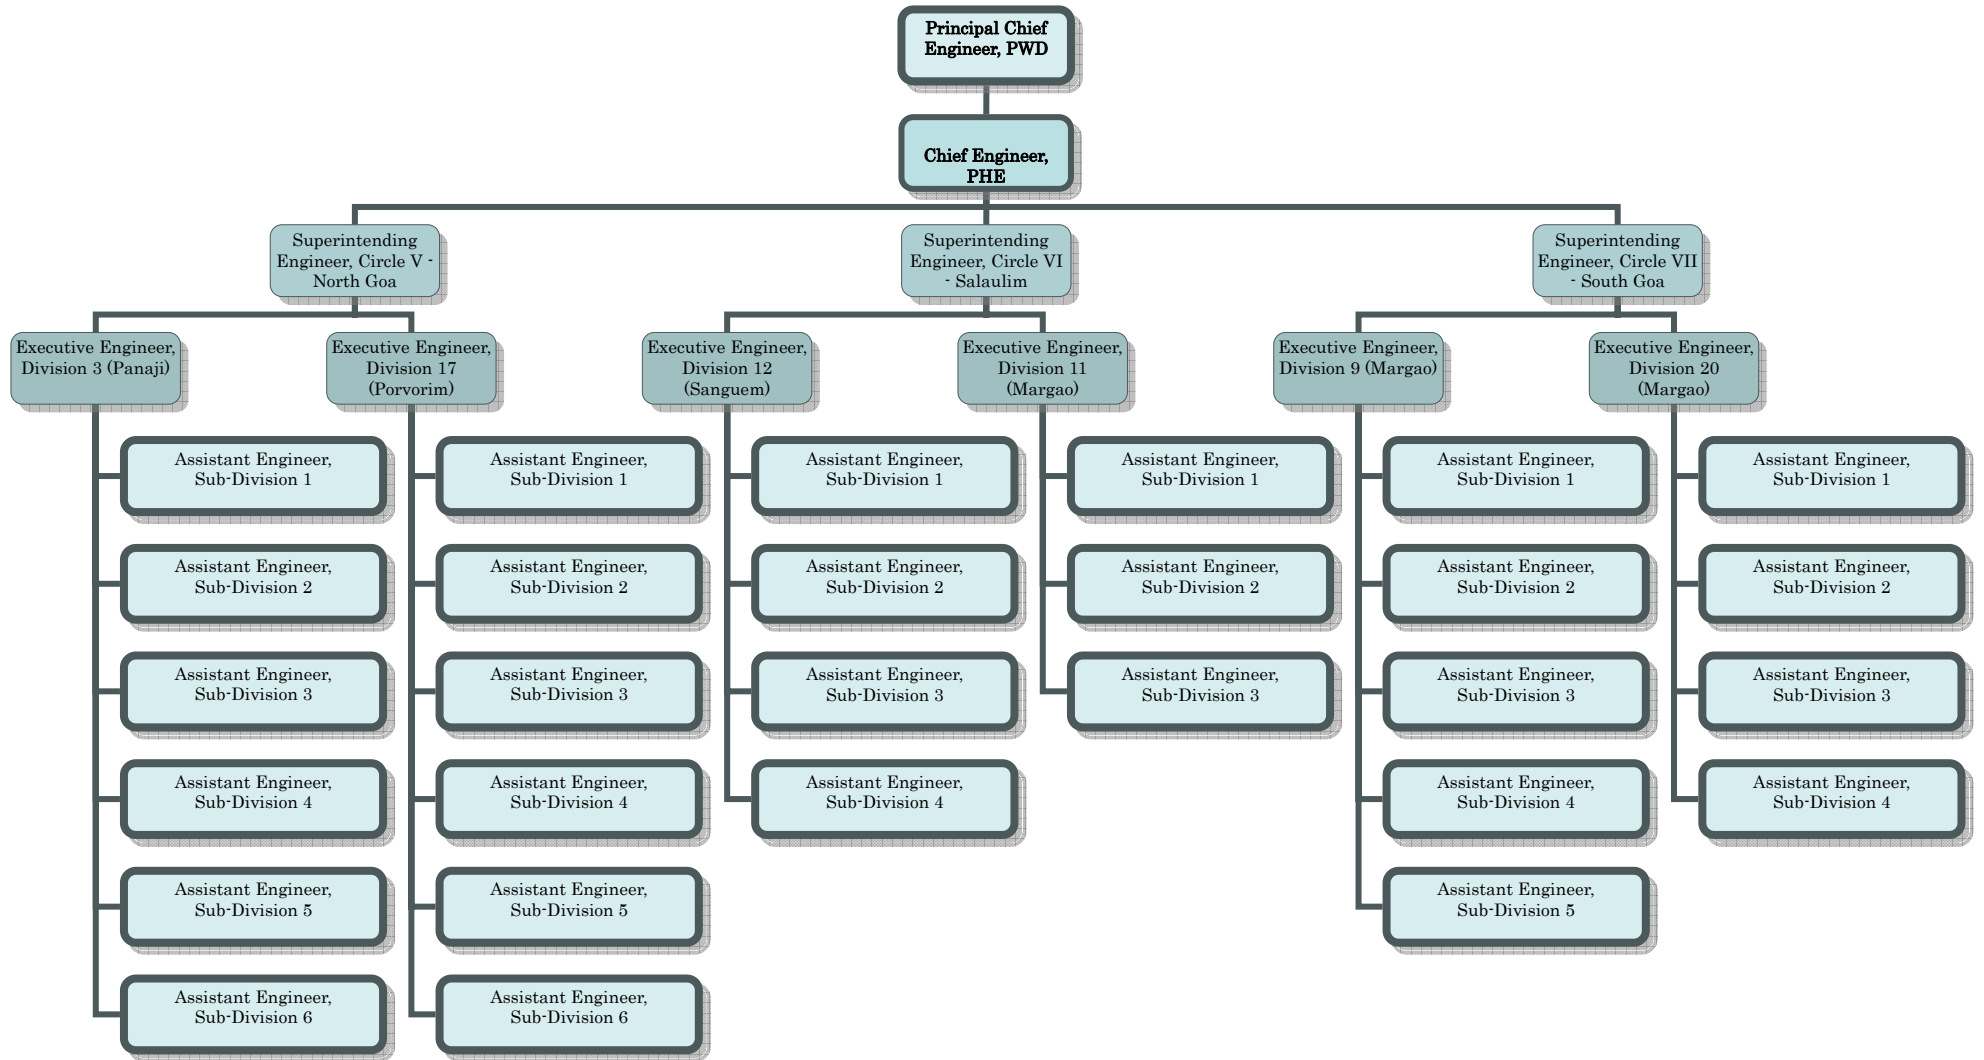 Principal Chief
Engineer, PWD
Chief Engineer,
PHE
Superintending
Engineer, Circle V -
North Goa
Superintending
Engineer, Circle VI
- Salaulim
Superintending
Engineer, Circle VII
- South Goa
Executive Engineer,
Division 3 (Panaji)
Executive Engineer,
Division 17
(Porvorim)
Executive Engineer,
Division 12
(Sanguem)
Executive Engineer,
Division 11
(Margao)
Executive Engineer,
Division 9 (Margao)
Executive Engineer,
Division 20
(Margao)
Assistant Engineer,
Sub-Division 1
Assistant Engineer,
Sub-Division 1
Assistant Engineer,
Sub-Division 1
Assistant Engineer,
Sub-Division 1
Assistant Engineer,
Sub-Division 1
Assistant Engineer,
Sub-Division 1
Assistant Engineer,
Sub-Division 2
Assistant Engineer,
Sub-Division 2
Assistant Engineer,
Sub-Division 2
Assistant Engineer,
Sub-Division 2
Assistant Engineer,
Sub-Division 2
Assistant Engineer,
Sub-Division 2
Assistant Engineer,
Sub-Division 3
Assistant Engineer,
Sub-Division 3
Assistant Engineer,
Sub-Division 3
Assistant Engineer,
Sub-Division 3
Assistant Engineer,
Sub-Division 3
Assistant Engineer,
Sub-Division 3
Assistant Engineer,
Sub-Division 4
Assistant Engineer,
Sub-Division 4
Assistant Engineer,
Sub-Division 4
Assistant Engineer,
Sub-Division 4
Assistant Engineer,
Sub-Division 4
Assistant Engineer,
Sub-Division 5
Assistant Engineer,
Sub-Division 5
Assistant Engineer,
Sub-Division 5
Assistant Engineer,
Sub-Division 6
Assistant Engineer,
Sub-Division 6